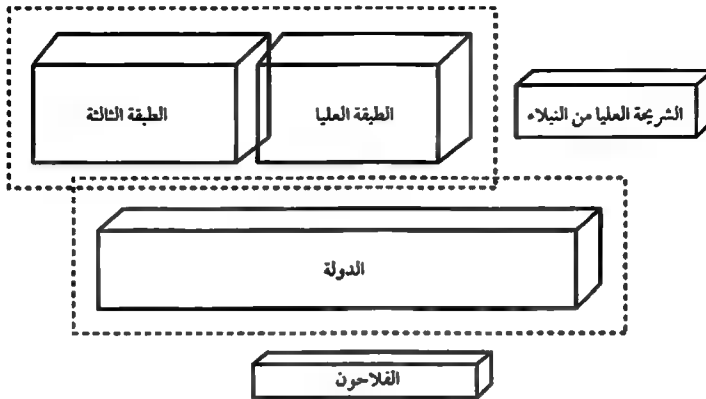 الشريحة العليا من النبلاء
الطبقة العليا
الطبقة الثالثة
الدولة
الفلاحون